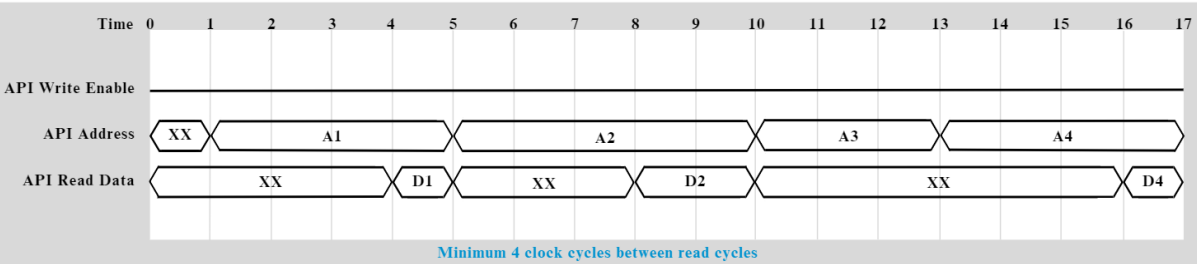 Time 0 1 2 3 4 5 6 7 8 9 10 11 12 13 14 15 16 17
API Write Enable
API Address XX A1 A2 A3 A4
API Read Data XX D1 XX D2 XX D4
Minimum 4 clock cycles between read cycles